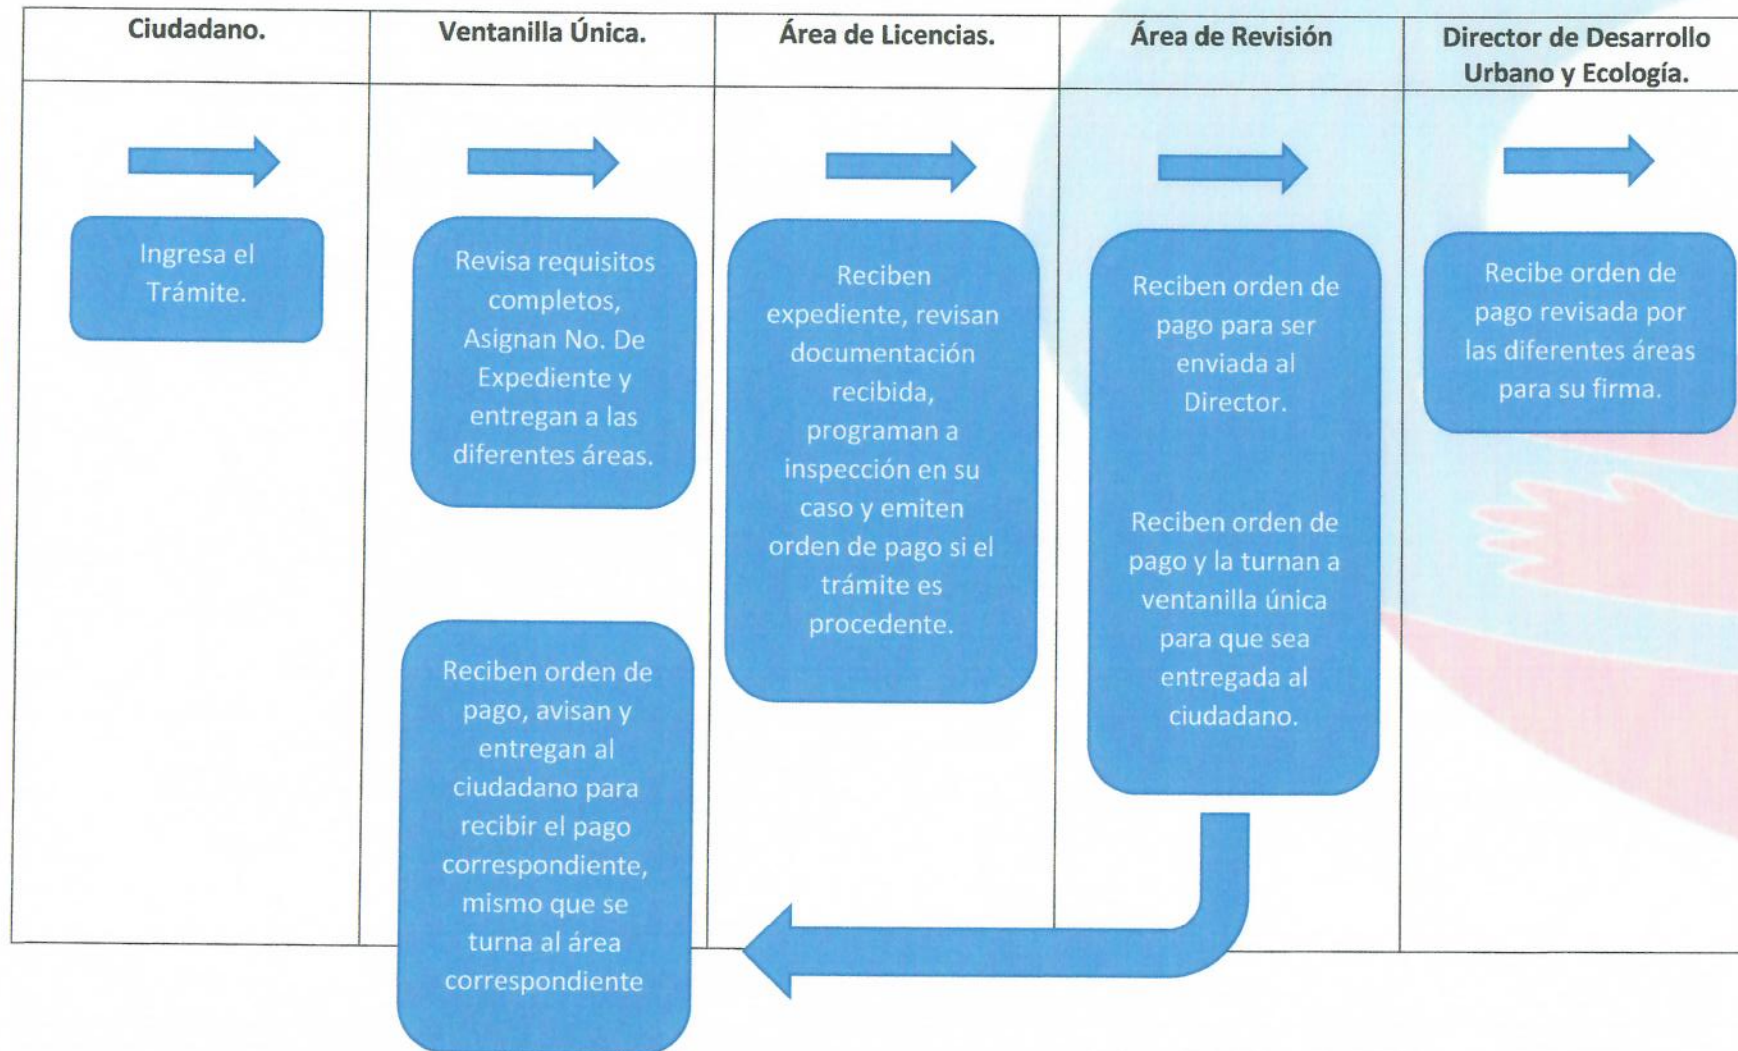 Ciudadano.
Ventanilla Única.
Área de Licencias.
Área de Revisión
Director de Desarrollo
Urbano y Ecología.
Ingresa el
Trámite.
Revisa requisitos
completos,
Asignan No. De
Expediente y
entregan a las
diferentes áreas.
Reciben orden de
pago, avisan y
entregan al
ciudadano para
recibir el pago
correspondiente,
mismo que se
turna al área
correspondiente
Reciben
expediente, revisan
documentación
recibida,
programan a
inspección en su
caso y emiten
orden de pago si el
trámite es
procedente.
Reciben orden de
pago para ser
enviada al
Director.
Reciben orden de
pago y la turnan a
ventanilla única
para que sea
entregada al
ciudadano.
Recibe orden de
pago revisada por
las diferentes áreas
para su firma.